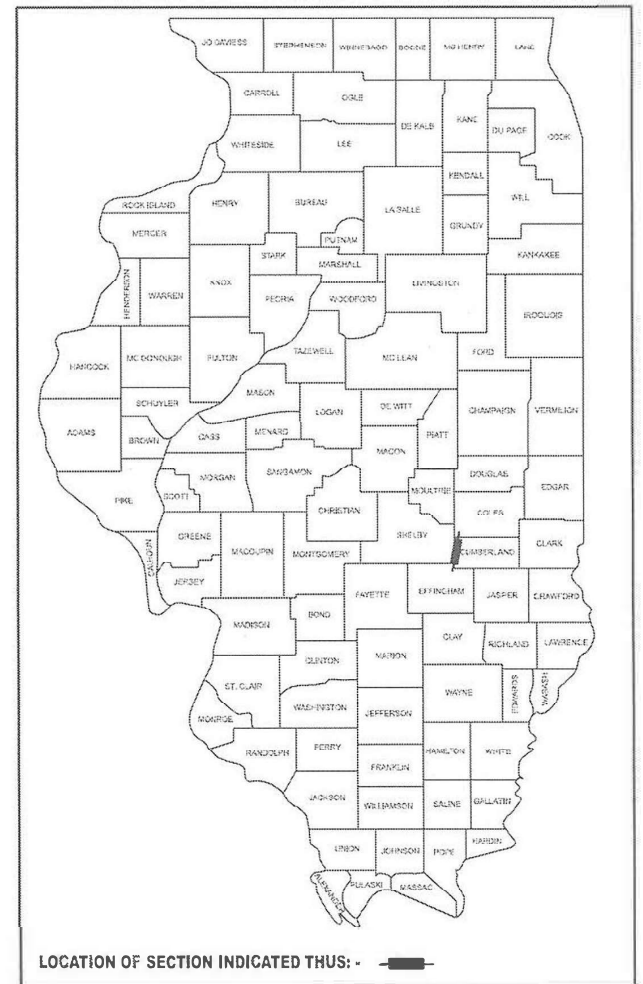 JO DAVIESS STEPHENSON WINNEBAGO BOONE MC HENRY LAKE
CARROLL OGLE DE KALB KANE DU PAGE COOK
WHITESIDE LEE
KENDALL
ROCK ISLAND HENRY BUREAU LA SALLE WILL
MERCER PUTNAM GRUNDY
STARK MARSHALL KANKAKEE
HENDERSON WARREN KNOX PEORIA WOODFORD LIVINGSTON
IROQUOIS
HANCOCK MC DONOUGH FULTON TAZEWELL MC LEAN FORD
MASON
SCHUYLER LOGAN DE WITT CHAMPAIGN VERMILION
ADAMS BROWN CASS MENARD PIATT
MACON
MORGAN SANGAMON DOUGLAS EDGAR
PIKE SCOTT MOULTRIE
CHRISTIAN COLES
CALHOUN GREENE MACOUPIN MONTGOMERY SHELBY CUMBERLAND CLARK
JERSEY FAYETTE EFFINGHAM JASPER CRAWFORD
MADISON BOND
CLAY RICHLAND LAWRENCE
CLINTON MARION
ST. CLAIR WAYNE EDWARDS WABASH
MONROE WASHINGTON JEFFERSON
RANDOLPH PERRY HAMILTON WHITE
FRANKLIN
JACKSON WILLIAMSON SALINE GALLATIN
UNION JOHNSON POPE HARDIN
ALEXANDER PULASKI MASSAC
LOCATION OF SECTION INDICATED THUS: -